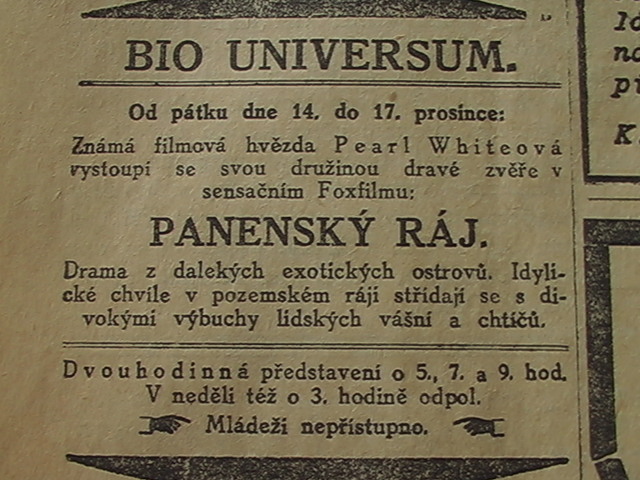 BIO UNIVERSUM.
Od pátku dne 14. do 17. prosince:
Známá filmová hvězda Pearl Whiteová
vystoupí se svou družinou dravé zvěře v
sensačním Foxfilmu:
PANENSKÝ RÁJ.
Drama z dalekých exotických ostrovů. Idyli-
cké chvíle v pozemském ráji střídají se s di-
vokými výbuchy lidských vášní a chtíčů.
Dvouhodinná představení o 5., 7. a 9. hod.
V neděli též o 3. hodině odpol.
Mládeži nepřístupno.